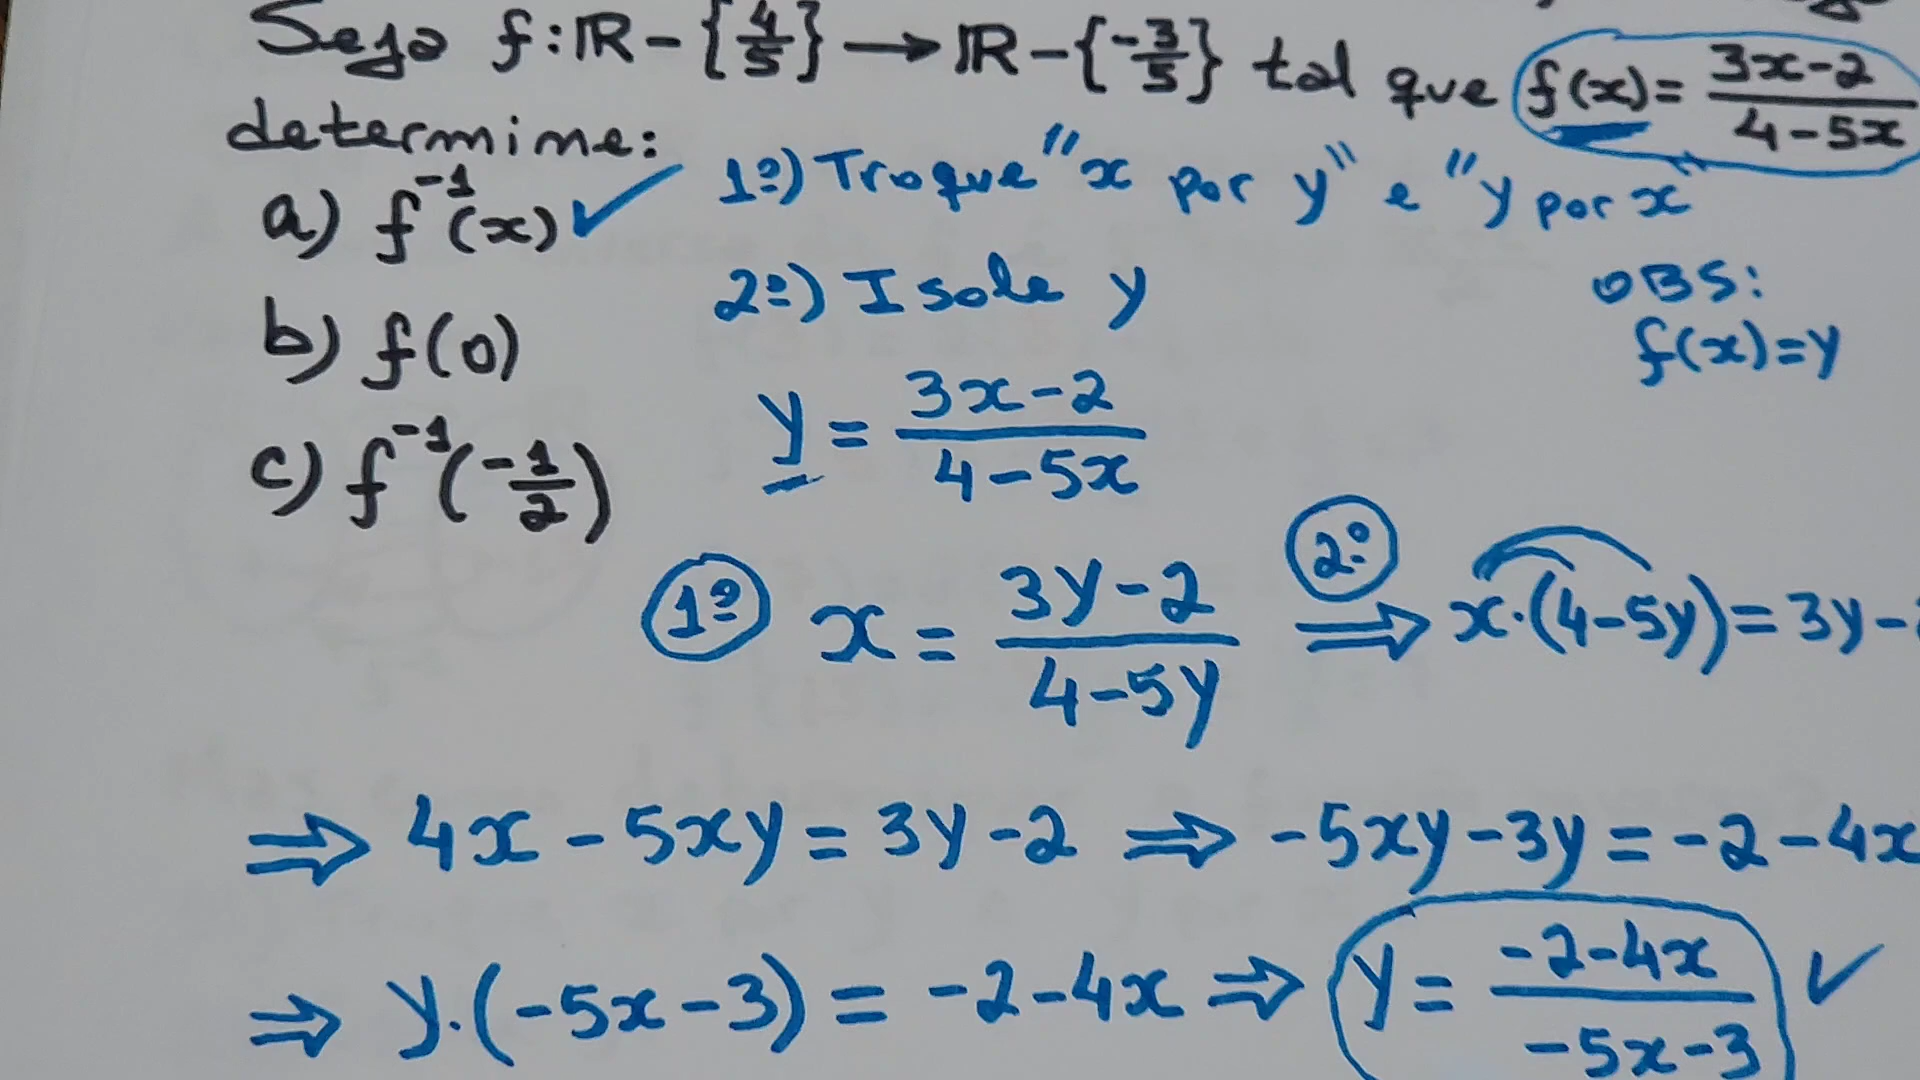 Seja f:ℝ-{4/5}→ℝ-{-3/5} tal que f(x)=(3x-2)/(4-5x)
determine:
a) f⁻¹(x) ✓
b) f(0)
c) f⁻¹(-1/2)
1º) Troque "x por y" e "y por x"
2º) Isole y
OBS:
f(x)=y
y=(3x-2)/(4-5x)
1º x=(3y-2)/(4-5y) 2º ⇒ x·(4-5y)=3y-
⇒ 4x-5xy=3y-2 ⇒ -5xy-3y=-2-4x
⇒ y·(-5x-3)=-2-4x ⇒ y=(-2-4x)/(-5x-3) ✓